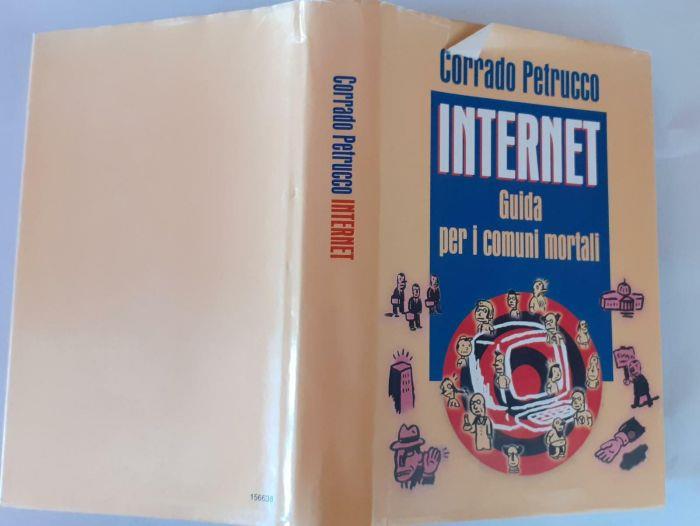 Corrado Petrucco
INTERNET
Guida
per i comuni mortali
Corrado Petrucco INTERNET
156638